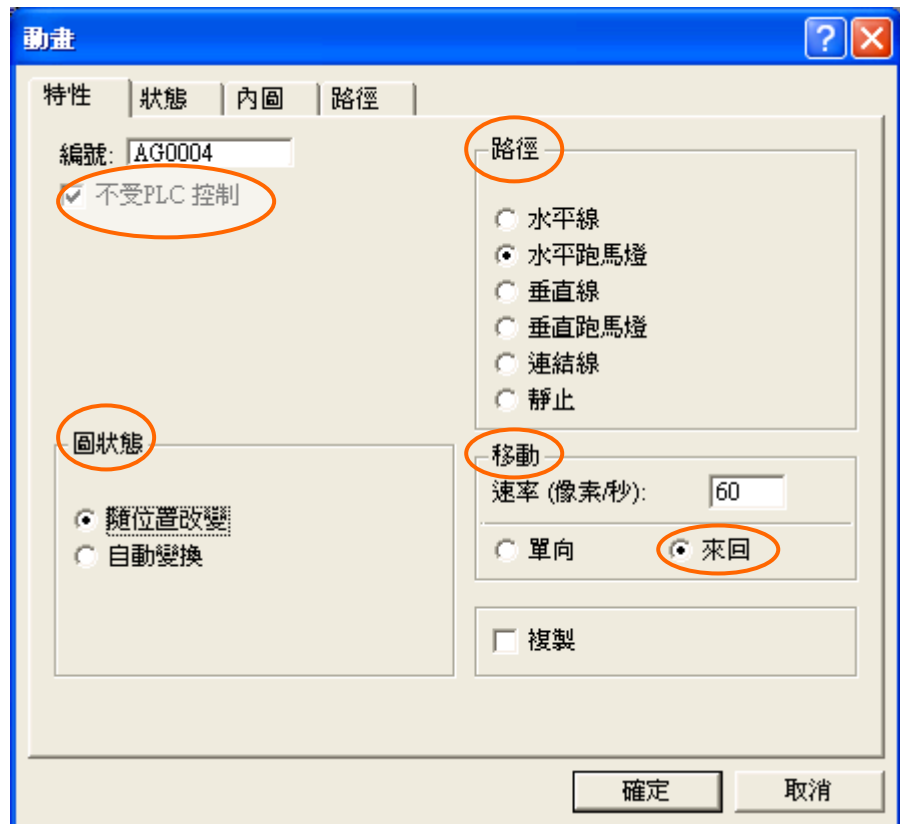 動畫
特性 狀態 內圖 路徑
編號: AG0004
不受PLC 控制
圖狀態
隨位置改變
自動變換
路徑
水平線
水平跑馬燈
垂直線
垂直跑馬燈
連結線
靜止
移動
速率 (像素/秒): 60
單向 來回
複製
確定 取消